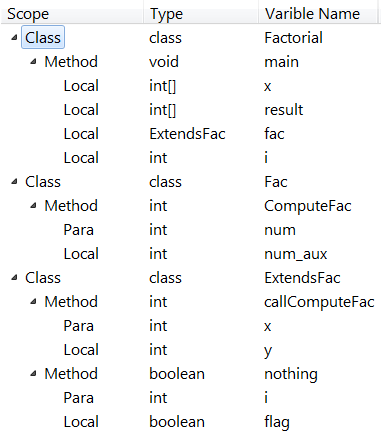 Scope Type Varible Name
Class class Factorial
Method void main
Local int[] x
Local int[] result
Local ExtendsFac fac
Local int i
Class class Fac
Method int ComputeFac
Para int num
Local int num_aux
Class class ExtendsFac
Method int callComputeFac
Para int x
Local int y
Method boolean nothing
Para int i
Local boolean flag